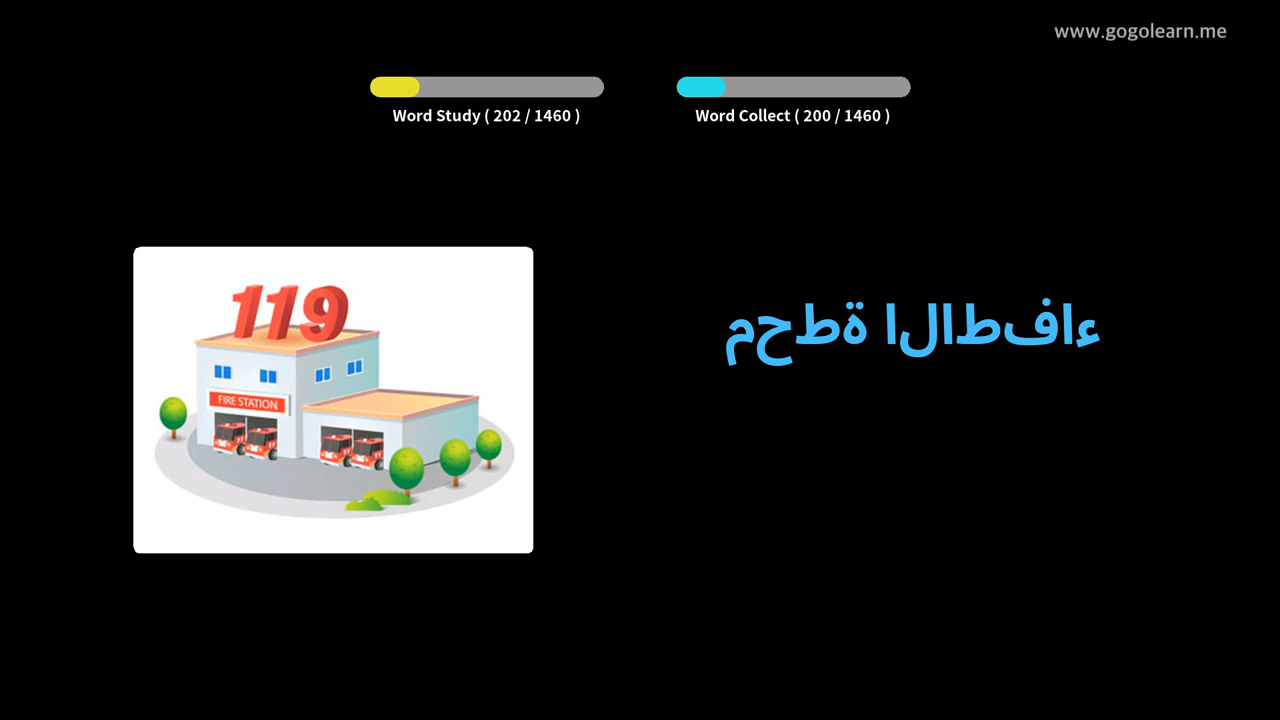 www.gogolearn.me
Word Study ( 202 / 1460 )
Word Collect ( 200 / 1460 )
119
FIRE STATION
محطة الاطفاء